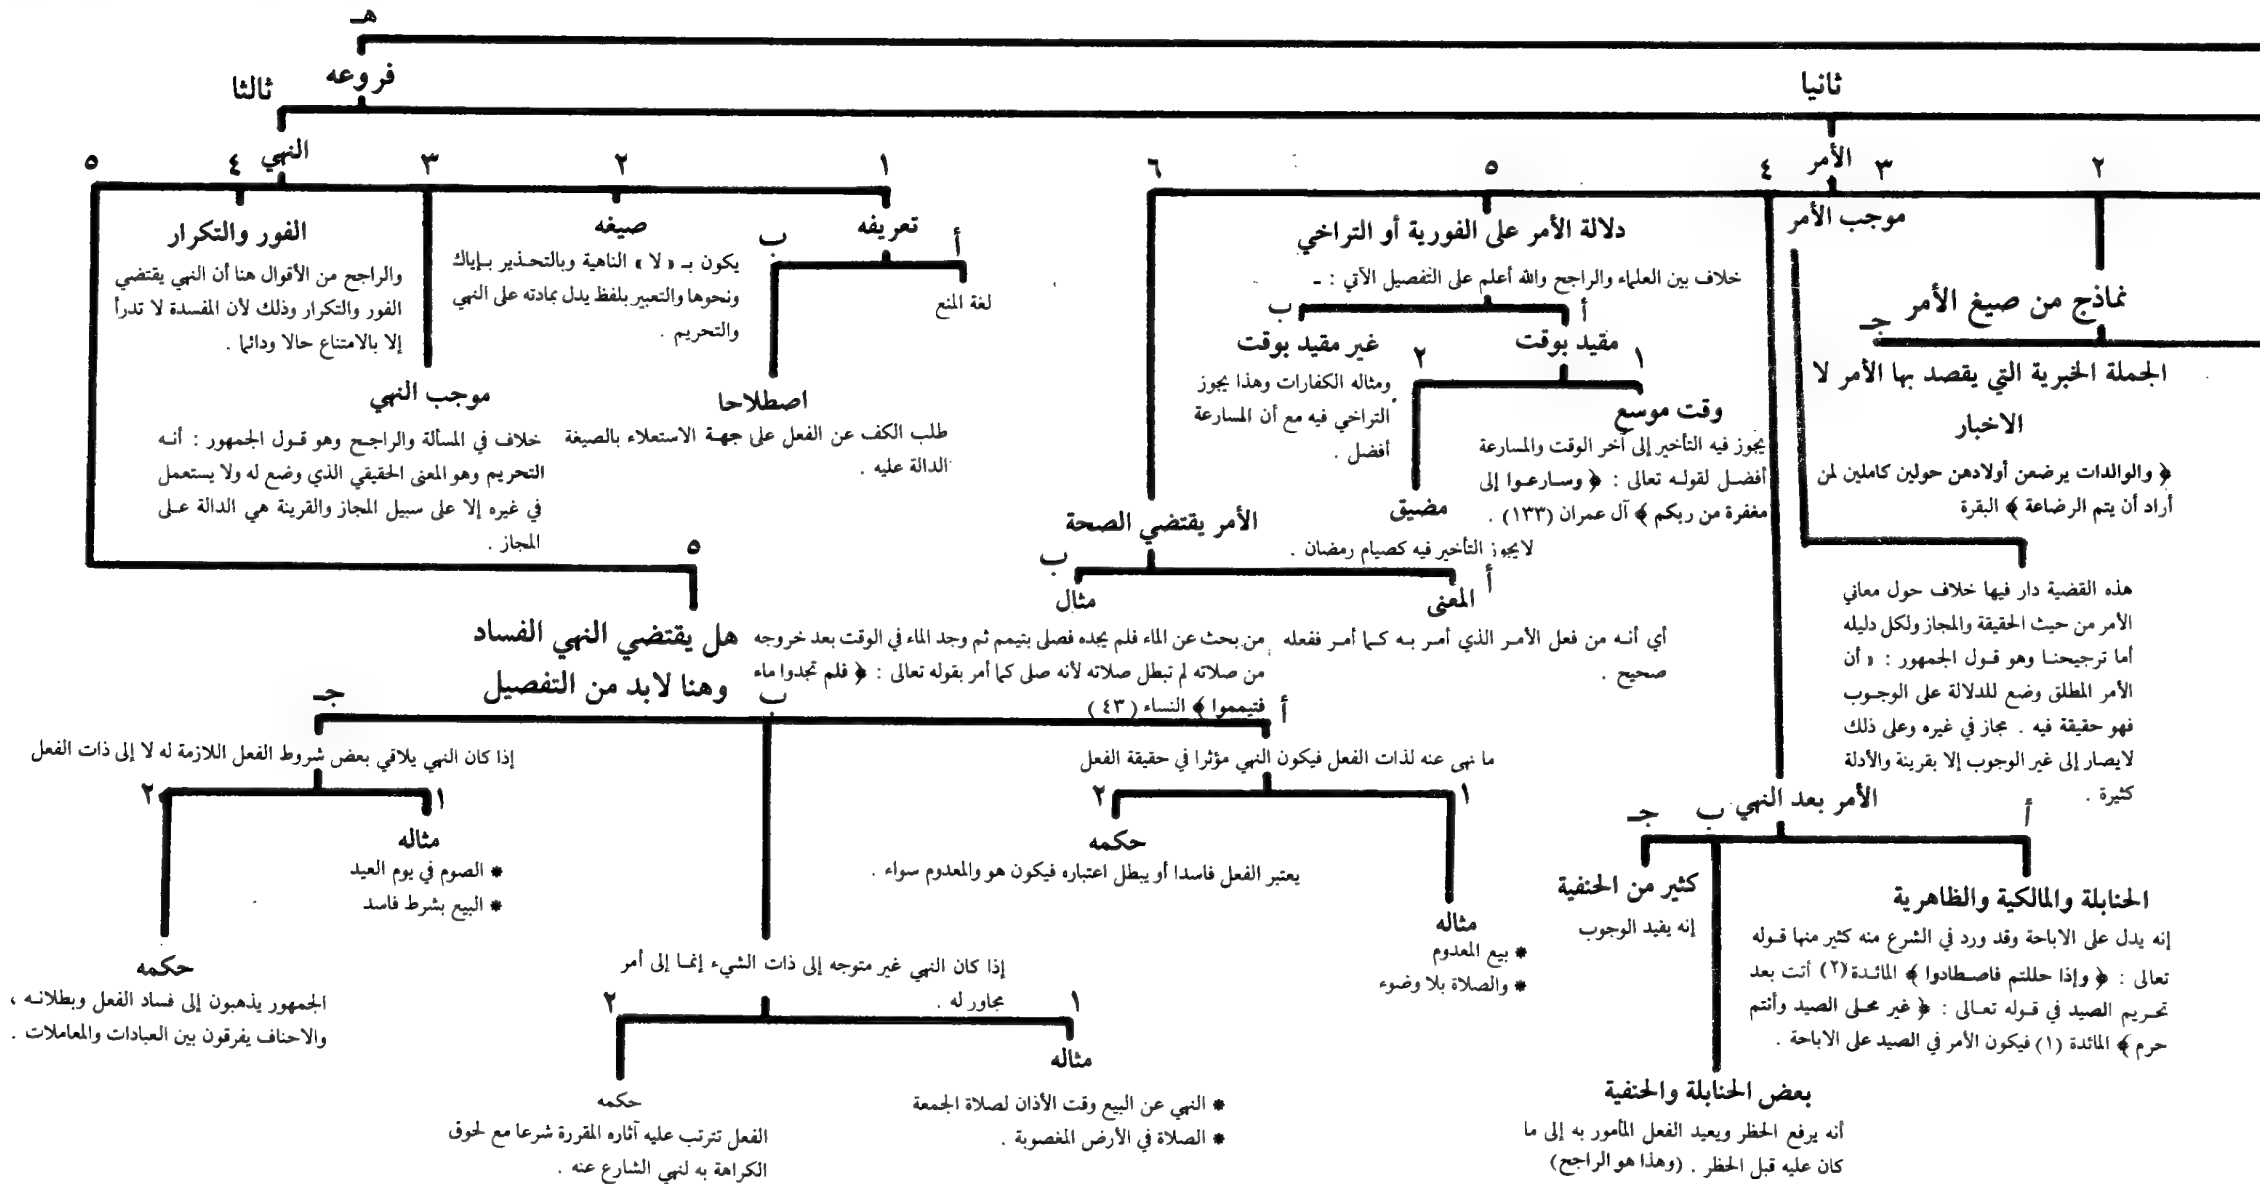 هـ
فروعه
ثانيا
ثالثا
الأمر
٢
٣
٤
٥
٦
نماذج من صيغ الأمر
جـ
الجملة الخبرية التي يقصد بها الأمر لا
الاخبار
﴿ والوالدات يرضعن أولادهن حولين كاملين لمن
أراد أن يتم الرضاعة ﴾ البقرة
موجب الأمر
هذه القضية دار فيها خلاف حول معاني
الأمر من حيث الحقيقة والمجاز ولكل دليله
أما ترجيحنا وهو قول الجمهور : « أن
الأمر المطلق وضع للدلالة على الوجوب
فهو حقيقة فيه . مجاز في غيره وعلى ذلك
لايصار إلى غير الوجوب إلا بقرينة والأدلة
كثيرة .
الأمر بعد النهي
أ
ب
جـ
الحنابلة والمالكية والظاهرية
إنه يدل على الاباحة وقد ورد في الشرع منه كثير منها قوله
تعالى : ﴿ وإذا حللتم فاصطادوا ﴾ المائدة (٢) أتت بعد
تحريم الصيد في قوله تعالى : ﴿ غير محلى الصيد وأنتم
حرم ﴾ المائدة (١) فيكون الأمر في الصيد على الاباحة .
بعض الحنابلة والحنفية
أنه يرفع الحظر ويعيد الفعل المأمور به إلى ما
كان عليه قبل الحظر . (وهذا هو الراجح)
كثير من الحنفية
إنه يفيد الوجوب
دلالة الأمر على الفورية أو التراخي
خلاف بين العلماء والراجح والله أعلم على التفصيل الآتي : ـ
أ
ب
مقيد بوقت
١
٢
وقت موسع
يجوز فيه التأخير إلى آخر الوقت والمسارعة
أفضل لقوله تعالى : ﴿ وسارعوا إلى
مغفرة من ربكم ﴾ آل عمران (١٣٣) .
مضيق
لايجوز التأخير فيه كصيام رمضان .
غير مقيد بوقت
ومثاله الكفارات وهذا يجوز
التراخي فيه مع أن المسارعة
أفضل .
الأمر يقتضي الصحة
أ
ب
المعنى
أي أنه من فعل الأمر الذي أمر به كما أمر ففعله
صحيح .
مثال
من بحث عن الماء فلم يجده فصلى بتيمم ثم وجد الماء في الوقت بعد خروجه
من صلاته لم تبطل صلاته لأنه صلى كما أمر بقوله تعالى : ﴿ فلم تجدوا ماء
فتيمموا ﴾ النساء (٤٣)
النهي
١
٢
٣
٤
٥
تعريفه
أ
ب
لغة المنع
اصطلاحا
طلب الكف عن الفعل على جهة الاستعلاء بالصيغة
الدالة عليه .
صيغه
يكون بـ « لا » الناهية وبالتحذير بإياك
ونحوها والتعبير بلفظ يدل بمادته على النهي
والتحريم .
موجب النهي
خلاف في المسألة والراجح وهو قول الجمهور : أنه
التحريم وهو المعنى الحقيقي الذي وضع له ولا يستعمل
في غيره إلا على سبيل المجاز والقرينة هي الدالة على
المجاز .
الفور والتكرار
والراجح من الأقوال هنا أن النهي يقتضي
الفور والتكرار وذلك لأن المفسدة لا تدرأ
إلا بالامتناع حالا ودائما .
٥
هل يقتضي النهي الفساد
وهنا لابد من التفصيل
أ
ب
جـ
ما نهى عنه لذات الفعل فيكون النهي مؤثرا في حقيقة الفعل
١
٢
مثاله
* بيع المعدوم
* والصلاة بلا وضوء
حكمه
يعتبر الفعل فاسدا أو يبطل اعتباره فيكون هو والمعدوم سواء .
إذا كان النهي غير متوجه إلى ذات الشيء إنما إلى أمر
مجاور له .
١
٢
مثاله
* النهي عن البيع وقت الأذان لصلاة الجمعة
* الصلاة في الأرض المغصوبة .
حكمه
الفعل تترتب عليه آثاره المقررة شرعا مع لحوق
الكراهة به لنهي الشارع عنه .
إذا كان النهي يلاقي بعض شروط الفعل اللازمة له لا إلى ذات الفعل
١
٢
مثاله
* الصوم في يوم العيد
* البيع بشرط فاسد
حكمه
الجمهور يذهبون إلى فساد الفعل وبطلانه ،
والاحناف يفرقون بين العبادات والمعاملات .